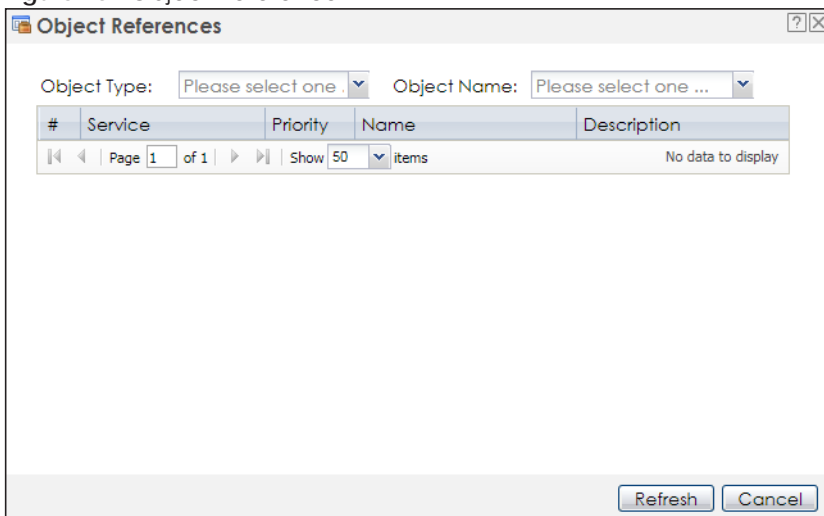 Object References
Object Type: Please select one . Object Name: Please select one ...
# Service Priority Name Description
Page 1 of 1 Show 50 items No data to display
Refresh Cancel